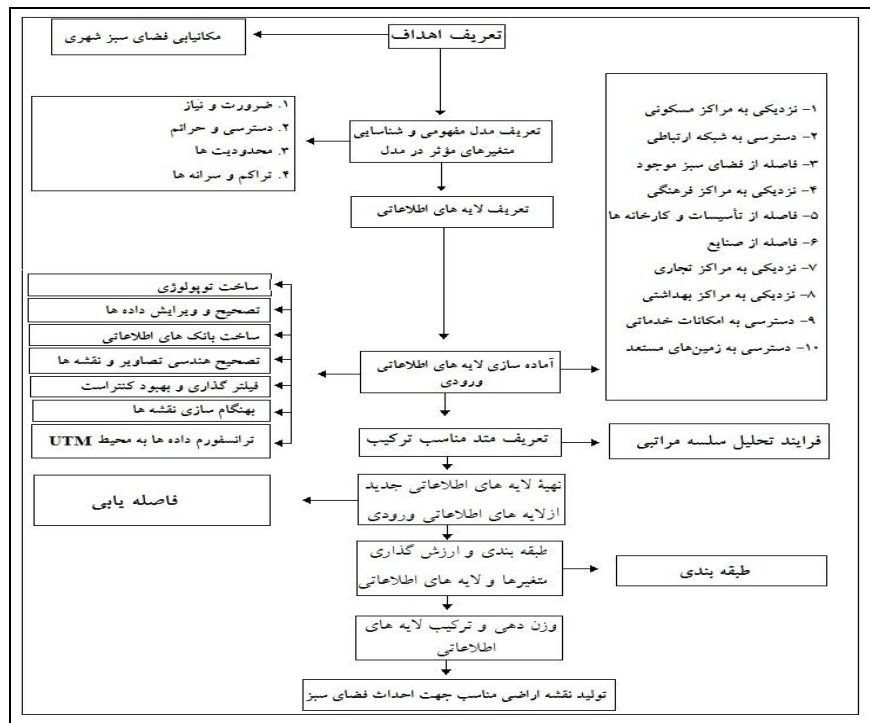 تعریف اهداف
مکانیابی فضای سبز شهری
تعریف مدل مفهومی و شناسایی
متغیرهای مؤثر در مدل
۱. ضرورت و نیاز
۲. دسترسی و حرائم
۳. محدودیت ها
۴. تراکم و سرانه ها
تعریف لایه های اطلاعاتی
۱- نزدیکی به مراکز مسکونی
۲- دسترسی به شبکه ارتباطی
۳- فاصله از فضای سبز موجود
۴- نزدیکی به مراکز فرهنگی
۵- فاصله از تأسیسات و کارخانه ها
۶- فاصله از صنایع
۷- نزدیکی به مراکز تجاری
۸- نزدیکی به مراکز بهداشتی
۹- دسترسی به امکانات خدماتی
۱۰- دسترسی به زمین‌های مستعد
آماده سازی لایه های اطلاعاتی
ورودی
ساخت توپولوژی
تصحیح و ویرایش داده ها
ساخت بانک های اطلاعاتی
تصحیح هندسی تصاویر و نقشه ها
فیلتر گذاری و بهبود کنتراست
بهنگام سازی نقشه ها
ترانسفورم داده ها به محیط UTM
تعریف متد مناسب ترکیب
فرایند تحلیل سلسه مراتبی
تهیۀ لایه های اطلاعاتی جدید
ازلایه های اطلاعاتی ورودی
فاصله یابی
طبقه بندی و ارزش گذاری
متغیرها و لایه های اطلاعاتی
طبقه بندی
وزن دهی و ترکیب لایه های
اطلاعاتی
تولید نقشه اراضی مناسب جهت احداث فضای سبز